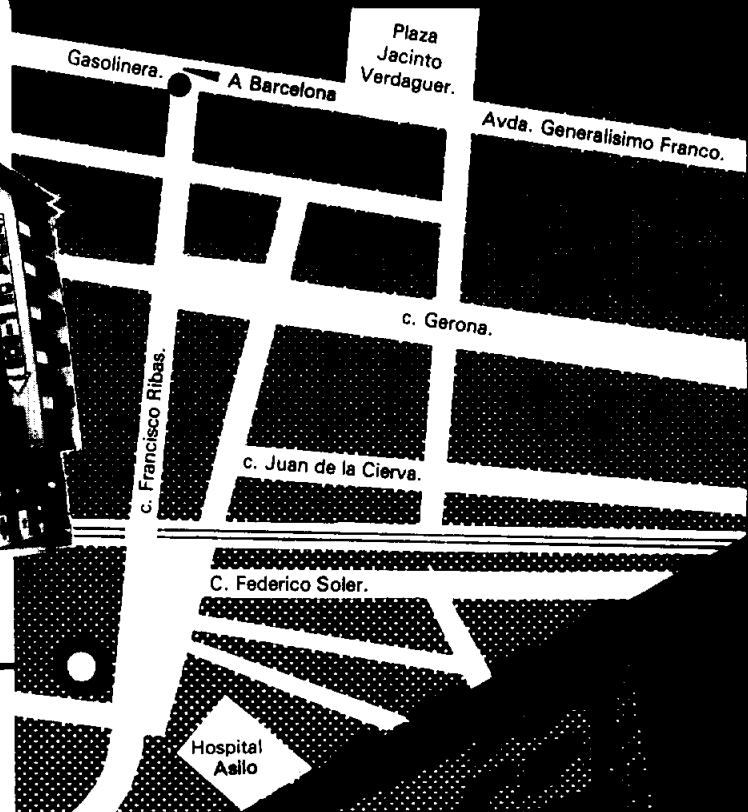 Plaza
Jacinto
Verdaguer.
Gasolinera.
A Barcelona
Avda. Generalisimo Franco.
c. Gerona.
c. Francisco Ribas.
c. Juan de la Cierva.
C. Federico Soler.
Hospital
Asilo